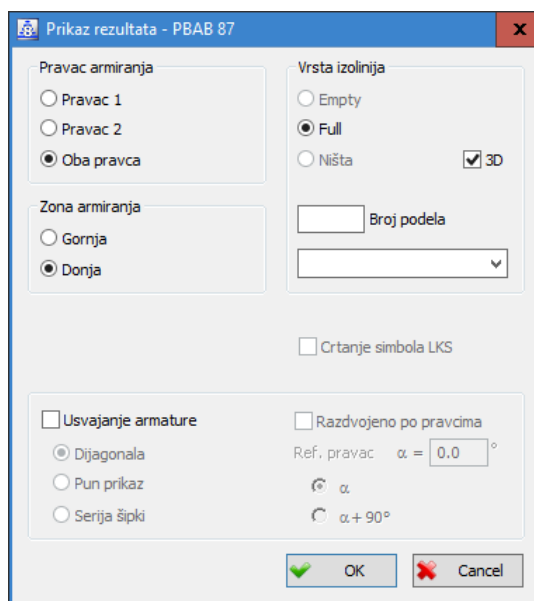 Prikaz rezultata - PBAB 87
Pravac armiranja
Pravac 1
Pravac 2
Oba pravca
Zona armiranja
Gornja
Donja
Vrsta izolinija
Empty
Full
Ništa
3D
Broj podela
Crtanje simbola LKS
Usvajanje armature
Dijagonala
Pun prikaz
Serija šipki
Razdvojeno po pravcima
Ref. pravac α = 0.0 °
α
α + 90°
OK
Cancel